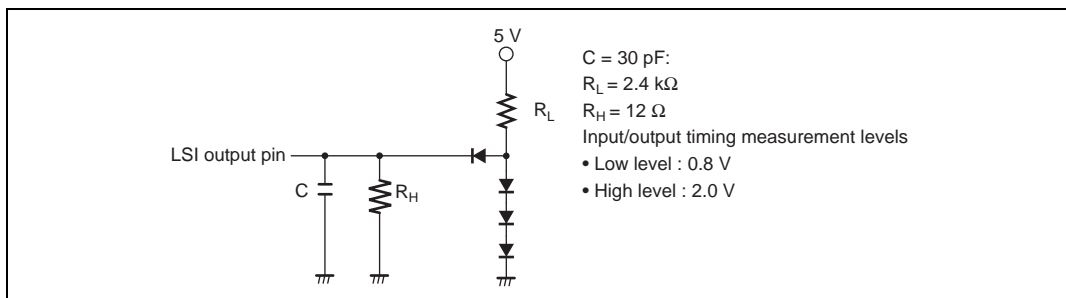 5 V
R_L
LSI output pin
C
R_H
C = 30 pF:
R_L = 2.4 kΩ
R_H = 12 Ω
Input/output timing measurement levels
• Low level : 0.8 V
• High level : 2.0 V